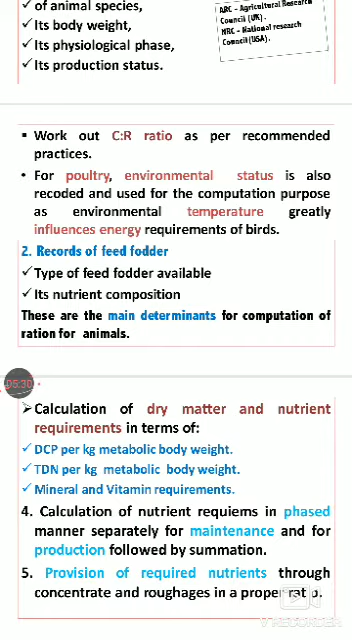 ✓ of animal species,
✓ Its body weight,
✓ Its physiological phase,
✓ Its production status.
ARC – Agricultural Research
Council (UK).
NRC – National research
Council (USA).
▪ Work out C:R ratio as per recommended
practices.
• For poultry, environmental status is also
recoded and used for the computation purpose
as environmental temperature greatly
influences energy requirements of birds.
2. Records of feed fodder
✓ Type of feed fodder available
✓ Its nutrient composition
These are the main determinants for computation of
ration for animals.
05:30
➢ Calculation of dry matter and nutrient
requirements in terms of:
✓ DCP per kg metabolic body weight.
✓ TDN per kg metabolic body weight.
✓ Mineral and Vitamin requirements.
4. Calculation of nutrient requiems in phased
manner separately for maintenance and for
production followed by summation.
5. Provision of required nutrients through
concentrate and roughages in a proper ratio.
RECORDER